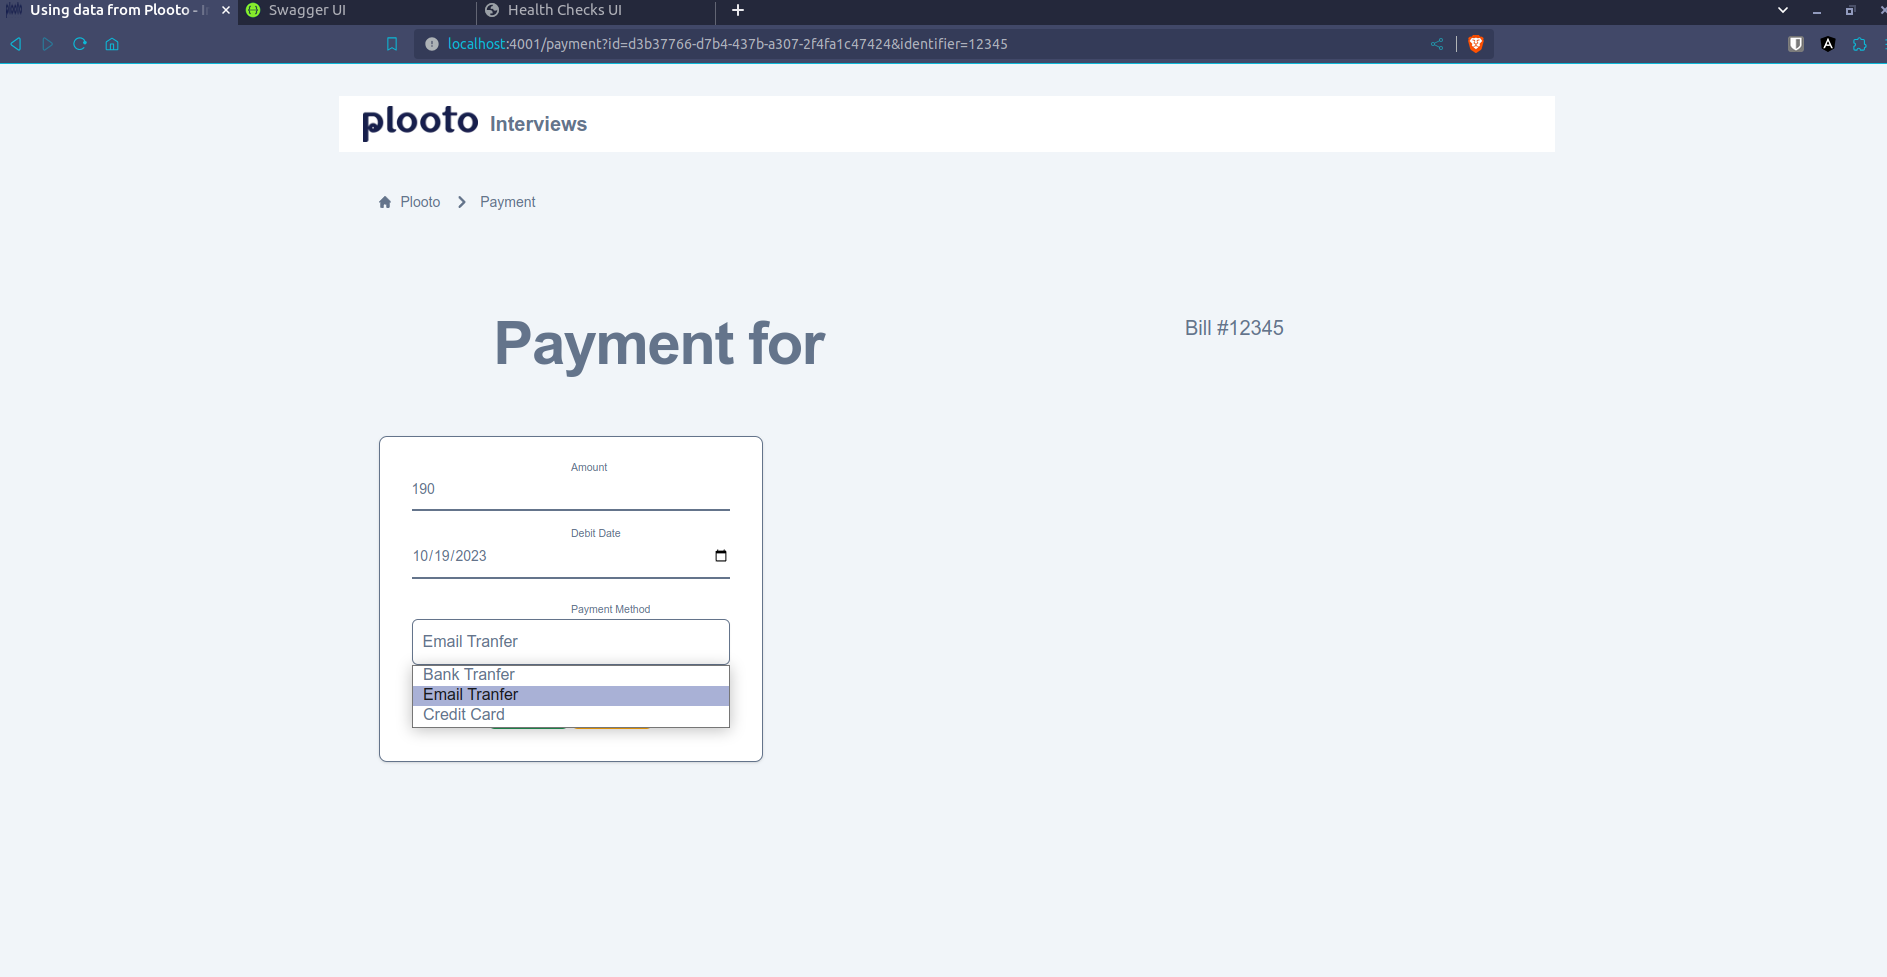 Using data from Plooto - I
Swagger UI
Health Checks UI
localhost:4001/payment?id=d3b37766-d7b4-437b-a307-2f4fa1c47424&identifier=12345
plooto Interviews
Plooto Payment
Payment for
Bill #12345
Amount
190
Debit Date
10/19/2023
Payment Method
Email Tranfer
Bank Tranfer
Email Tranfer
Credit Card